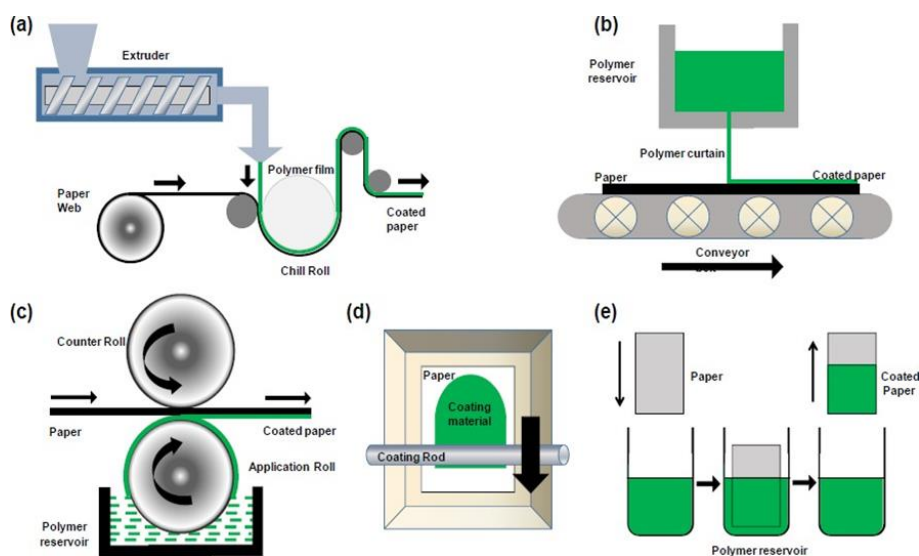 (a)
Extruder
Paper
Web
Polymer film
Chill Roll
Coated
paper
(b)
Polymer
reservoir
Polymer curtain
Paper
Coated paper
Conveyor
(c)
Counter Roll
Paper
Coated paper
Application Roll
Polymer
reservoir
(d)
Paper
Coating
material
Coating Rod
(e)
Paper
Coated
Paper
Polymer reservoir